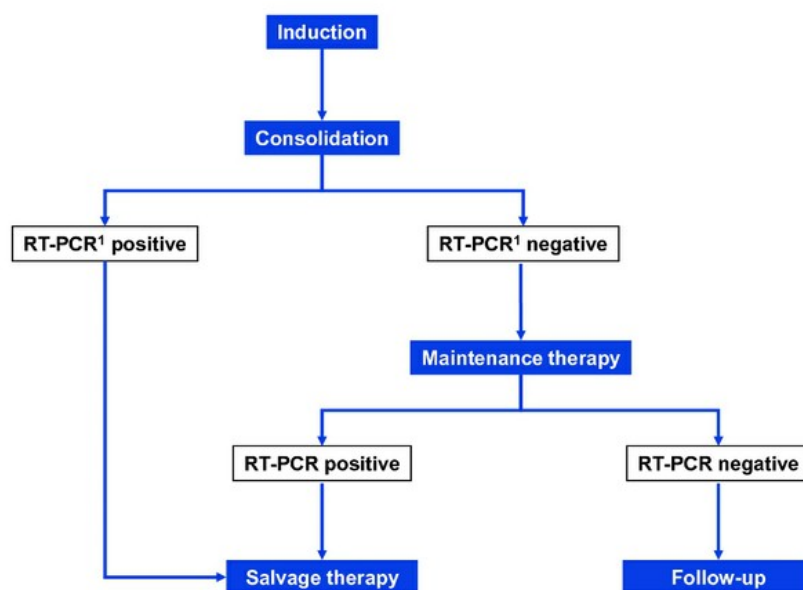 Induction
Consolidation
RT-PCR¹ positive
RT-PCR¹ negative
Maintenance therapy
RT-PCR positive
RT-PCR negative
Salvage therapy
Follow-up